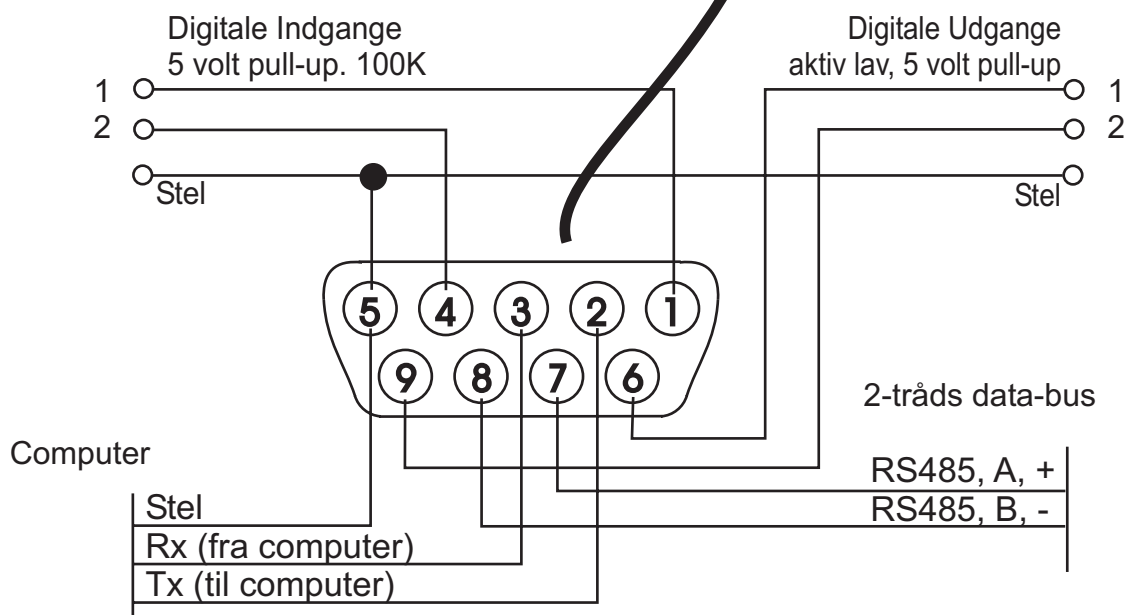 Digitale Indgange
5 volt pull-up. 100K
1
2
Stel
Digitale Udgange
aktiv lav, 5 volt pull-up
1
2
Stel
5 4 3 2 1
9 8 7 6
2-tråds data-bus
RS485, A, +
RS485, B, -
Computer
Stel
Rx (fra computer)
Tx (til computer)